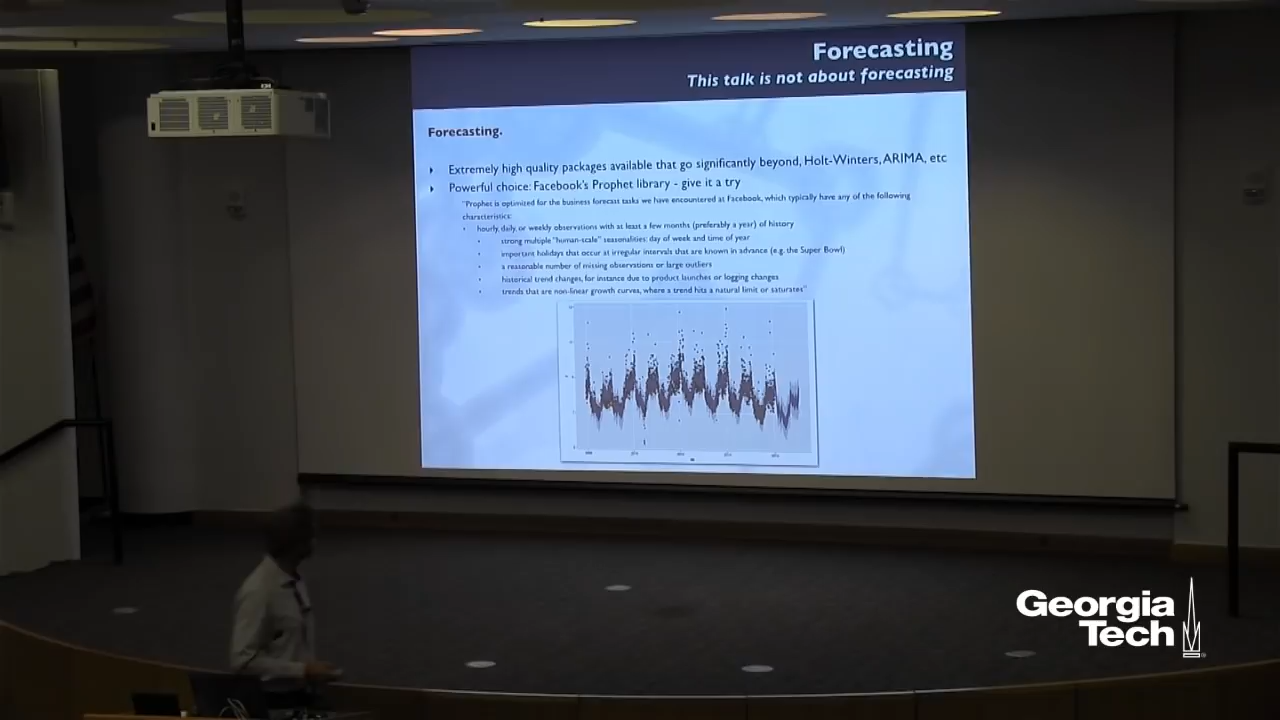 Forecasting
This talk is not about forecasting
Forecasting.
Extremely high quality packages available that go significantly beyond, Holt-Winters, ARIMA, etc
Powerful choice: Facebook's Prophet library - give it a try
"Prophet is optimized for the business forecast tasks we have encountered at Facebook, which typically have any of the following
characteristics:
hourly, daily, or weekly observations with at least a few months (preferably a year) of history
strong multiple "human-scale" seasonalities: day of week and time of year
important holidays that occur at irregular intervals that are known in advance (e.g. the Super Bowl)
a reasonable number of missing observations or large outliers
historical trend changes, for instance due to product launches or logging changes
trends that are non-linear growth curves, where a trend hits a natural limit or saturates"
Georgia
Tech